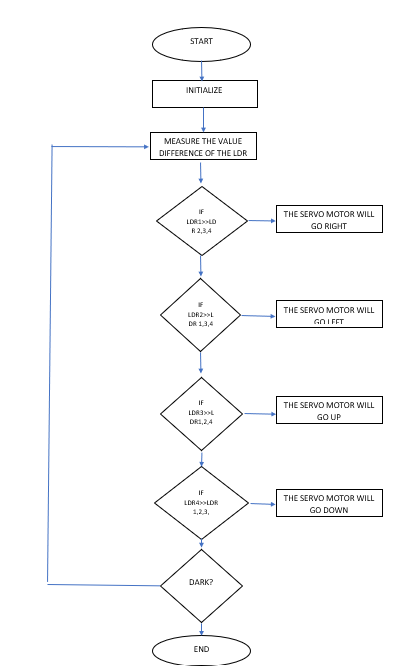 START
INITIALIZE
MEASURE THE VALUE
DIFFERENCE OF THE LDR
IF
LDR1>>LD
R 2,3,4
THE SERVO MOTOR WILL
GO RIGHT
IF
LDR2>>L
DR 1,3,4
THE SERVO MOTOR WILL
GO LEFT
IF
LDR3>>L
DR1,2,4
THE SERVO MOTOR WILL
GO UP
IF
LDR4>>LDR
1,2,3,
THE SERVO MOTOR WILL
GO DOWN
DARK?
END